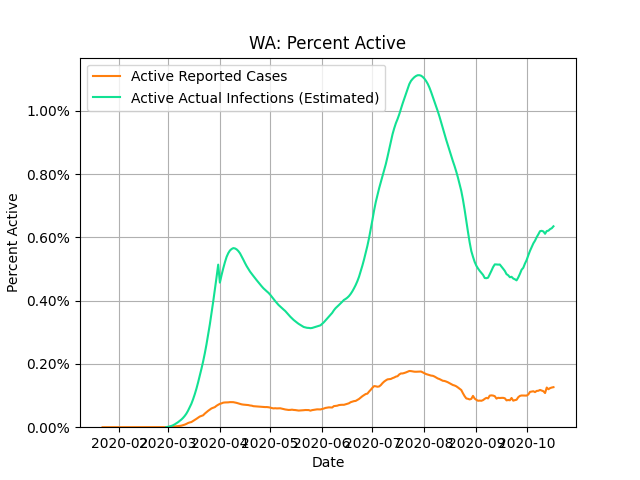 WA: Percent Active
Active Reported Cases
Active Actual Infections (Estimated)
Percent Active
1.00%
0.80%
0.60%
0.40%
0.20%
0.00%
2020-02 2020-03 2020-04 2020-05 2020-06 2020-07 2020-08 2020-09 2020-10
Date